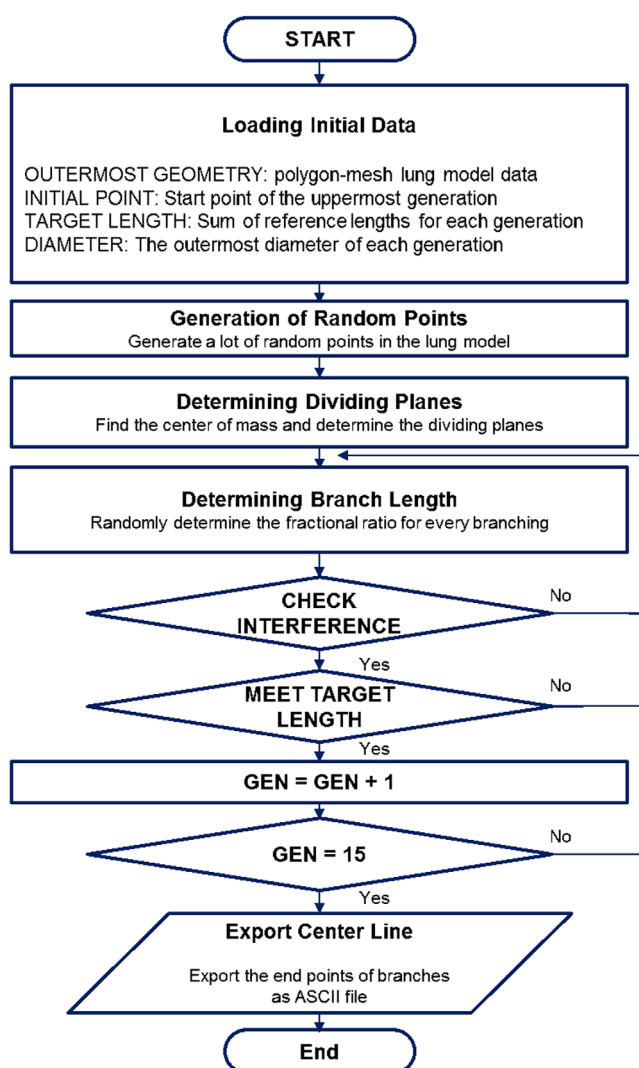 START
Loading Initial Data
OUTERMOST GEOMETRY: polygon-mesh lung model data
INITIAL POINT: Start point of the uppermost generation
TARGET LENGTH: Sum of reference lengths for each generation
DIAMETER: The outermost diameter of each generation
Generation of Random Points
Generate a lot of random points in the lung model
Determining Dividing Planes
Find the center of mass and determine the dividing planes
Determining Branch Length
Randomly determine the fractional ratio for every branching
CHECK
INTERFERENCE
No
Yes
MEET TARGET
LENGTH
No
Yes
GEN = GEN + 1
GEN = 15
No
Yes
Export Center Line
Export the end points of branches
as ASCII file
End